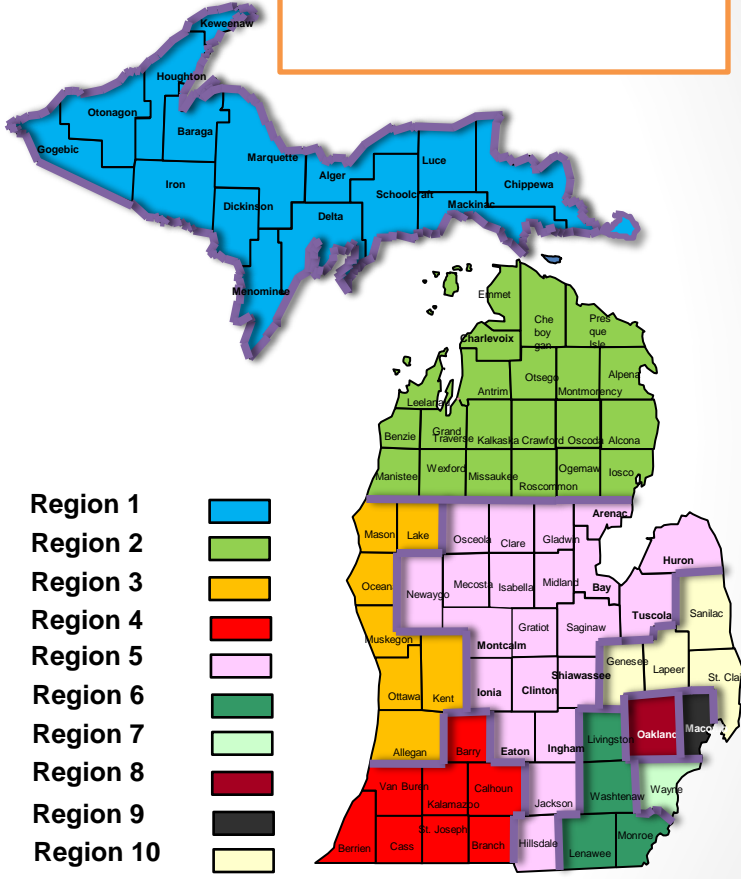 Keweenaw
Houghton
Otonagon
Baraga
Gogebic
Marquette
Luce
Alger
Iron
Chippewa
Schoolcraft
Dickinson
Mackinac
Delta
Menominee
Emmet
Che
boy
gan
Pres
que
Isle
Charlevoix
Otsego
Alpena
Antrim
Montmorency
Leelanau
Benzie
Grand
Traverse
Kalkaska
Crawford
Oscoda
Alcona
Manistee
Wexford
Missaukee
Ogemaw
Iosco
Roscommon
Region 1
Region 2
Region 3
Region 4
Region 5
Region 6
Region 7
Region 8
Region 9
Region 10
Arenac
Mason
Lake
Osceola
Clare
Gladwin
Huron
Oceana
Newaygo
Mecosta
Isabella
Midland
Bay
Tuscola
Sanilac
Muskegon
Montcalm
Gratiot
Saginaw
Genesee
Lapeer
Shiawassee
St. Clai
Ottawa
Kent
Ionia
Clinton
Allegan
Barry
Eaton
Ingham
Livingston
Oakland
Macomb
Van Buren
Calhoun
Kalamazoo
Jackson
Washtenaw
Wayne
St. Joseph
Berrien
Cass
Branch
Hillsdale
Lenawee
Monroe